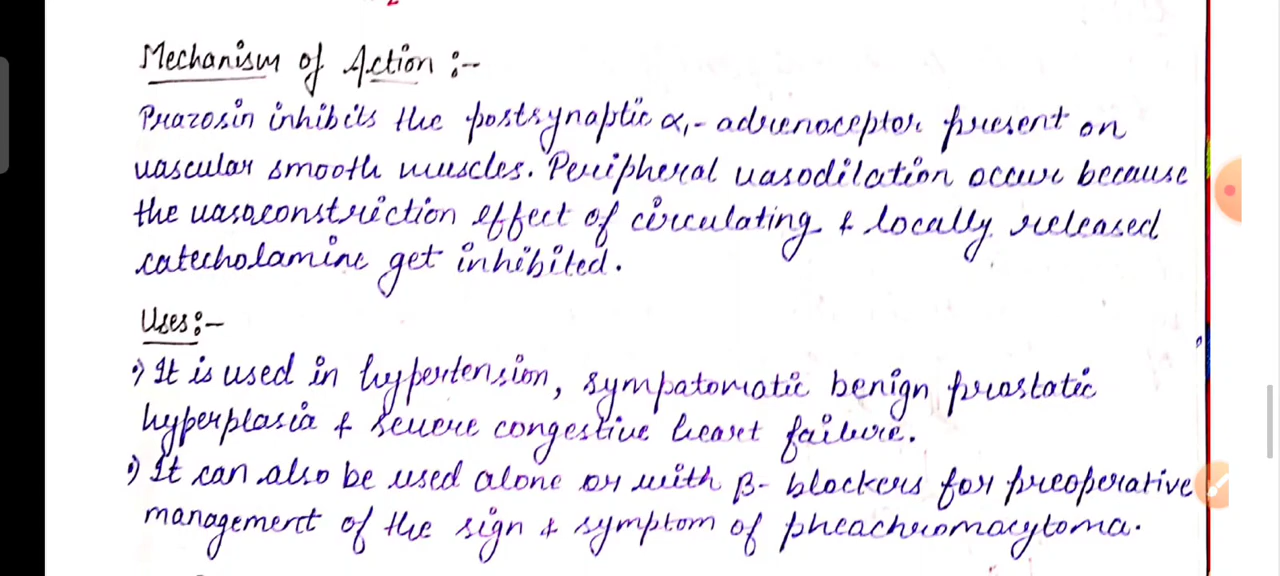 Mechanism of Action :-
Prazosin inhibits the postsynaptic α₁- adrenoceptor present on
vascular smooth muscles. Peripheral vasodilation occur because
the vasoconstriction effect of circulating & locally released
catecholamine get inhibited.
Uses:-
•) It is used in hypertension, sympatomatic benign prostatic
hyperplasia & severe congestive heart failure.
•) It can also be used alone or with β- blockers for preoperative
management of the sign & symptom of pheachromacytoma.